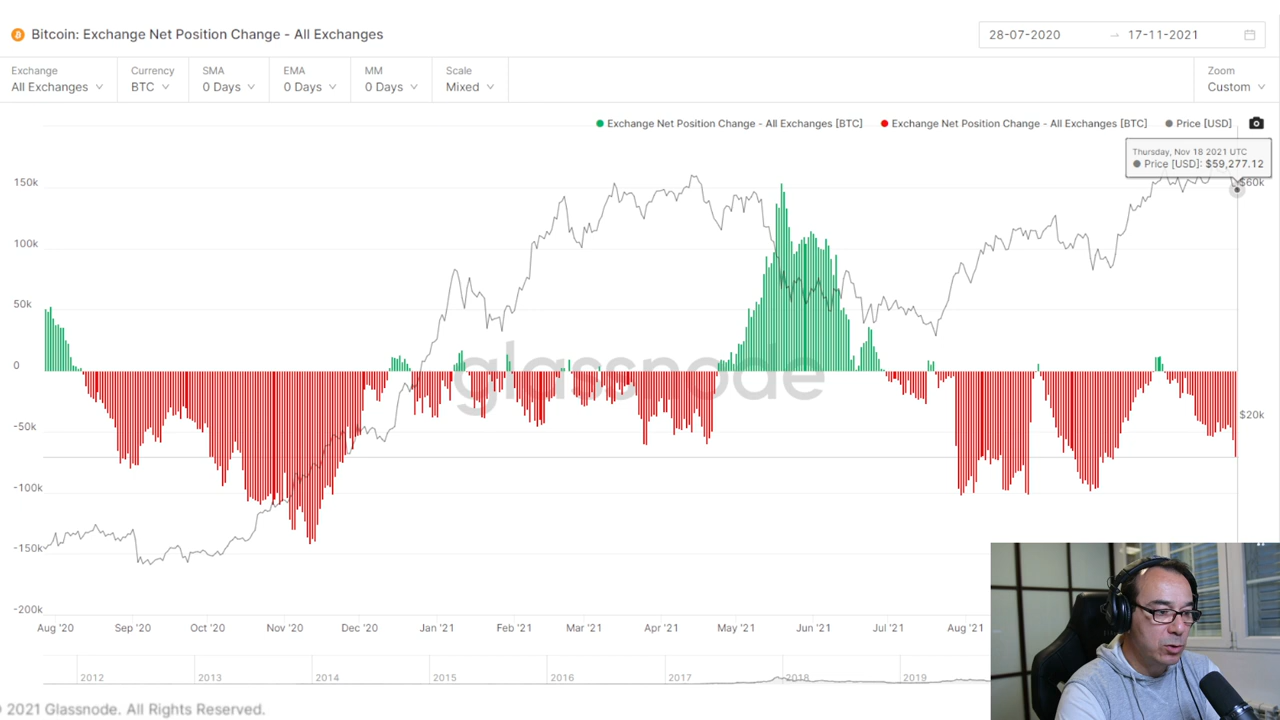 Bitcoin: Exchange Net Position Change - All Exchanges
28-07-2020 → 17-11-2021
Exchange Currency SMA EMA MM Scale Zoom
All Exchanges BTC 0 Days 0 Days 0 Days Mixed Custom
Exchange Net Position Change - All Exchanges [BTC] Exchange Net Position Change - All Exchanges [BTC] Price [USD]
Thursday, Nov 18 2021 UTC
Price [USD]: $59,277.12
150k $60k
100k
50k
0
glassnode
-50k $20k
-100k
-150k
-200k
Aug '20 Sep '20 Oct '20 Nov '20 Dec '20 Jan '21 Feb '21 Mar '21 Apr '21 May '21 Jun '21 Jul '21 Aug '21
2012 2013 2014 2015 2016 2017 2018 2019
© 2021 Glassnode. All Rights Reserved.